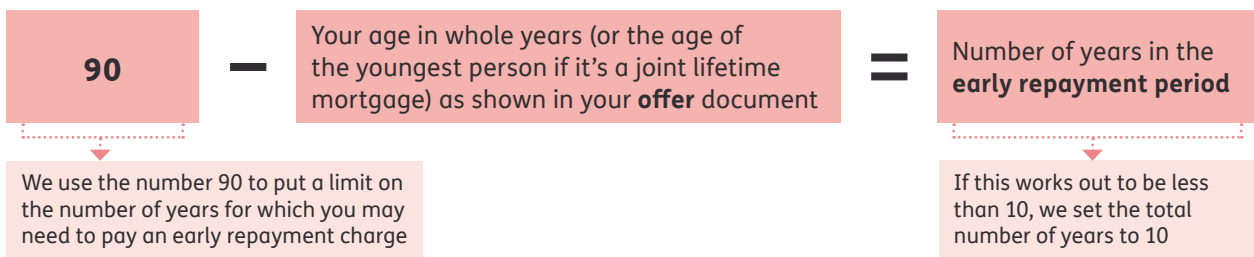 90
–
Your age in whole years (or the age of
the youngest person if it's a joint lifetime
mortgage) as shown in your offer document
=
Number of years in the
early repayment period
We use the number 90 to put a limit on
the number of years for which you may
need to pay an early repayment charge
If this works out to be less
than 10, we set the total
number of years to 10